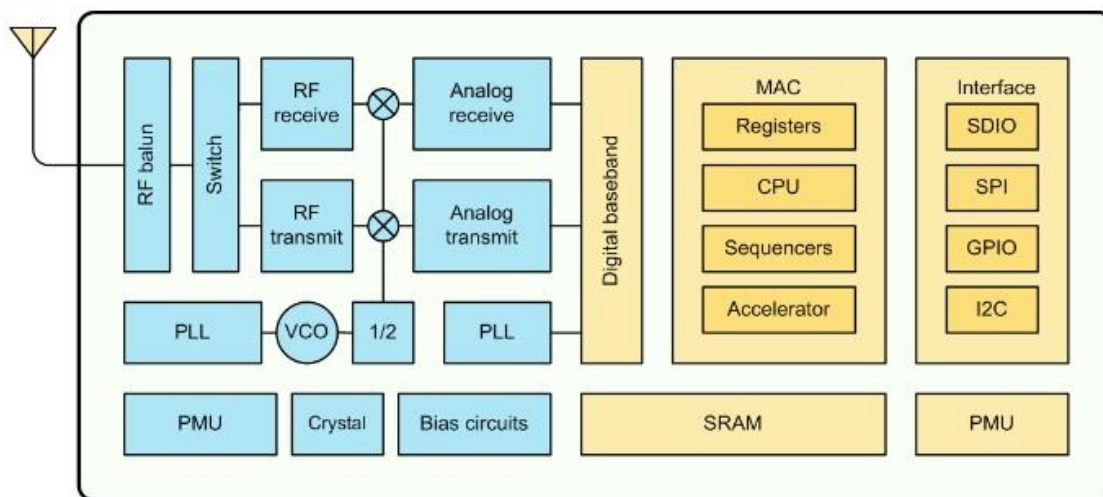 RF balun
Switch
RF
receive
Analog
receive
RF
transmit
Analog
transmit
PLL
VCO
1/2
PLL
Digital baseband
MAC
Registers
CPU
Sequencers
Accelerator
Interface
SDIO
SPI
GPIO
I2C
PMU
Crystal
Bias circuits
SRAM
PMU